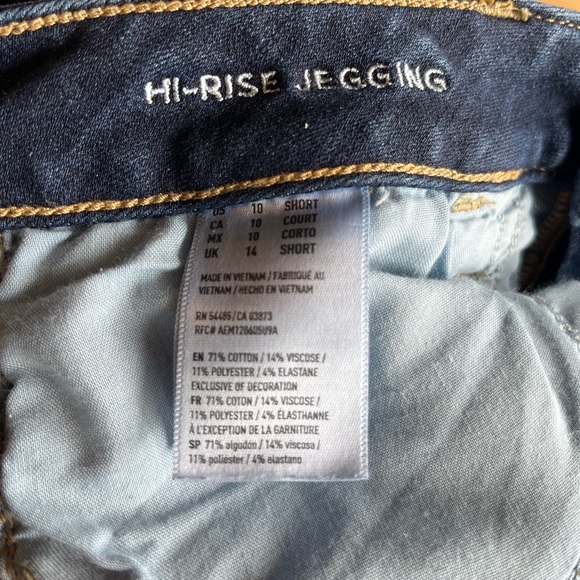 HI-RISE JEGGING
US 10 SHORT
CA 10 COURT
MX 10 CORTO
UK 14 SHORT
MADE IN VIETNAM / FABRIQUÉ AU
VIETNAM / HECHO EN VIETNAM
RN 54485/CA 03873
RFC# AEM120605U9A
EN 71% COTTON / 14% VISCOSE /
11% POLYESTER / 4% ELASTANE
EXCLUSIVE OF DECORATION
FR 71% COTON / 14% VISCOSE /
11% POLYESTER / 4% ÉLASTHANNE
À L'EXCEPTION DE LA GARNITURE
SP 71% algodón / 14% viscosa /
11% poliéster / 4% elastano